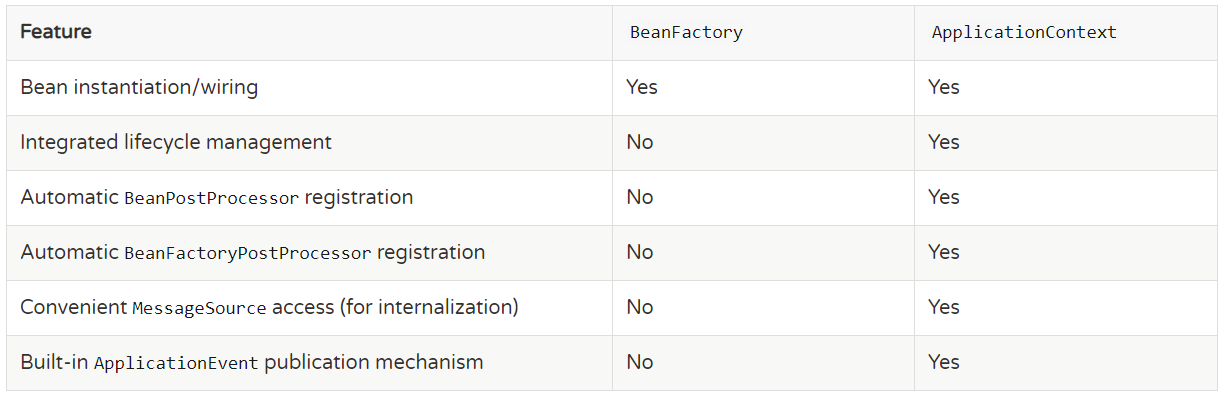 Feature BeanFactory ApplicationContext
Bean instantiation/wiring Yes Yes
Integrated lifecycle management No Yes
Automatic BeanPostProcessor registration No Yes
Automatic BeanFactoryPostProcessor registration No Yes
Convenient MessageSource access (for internalization) No Yes
Built-in ApplicationEvent publication mechanism No Yes